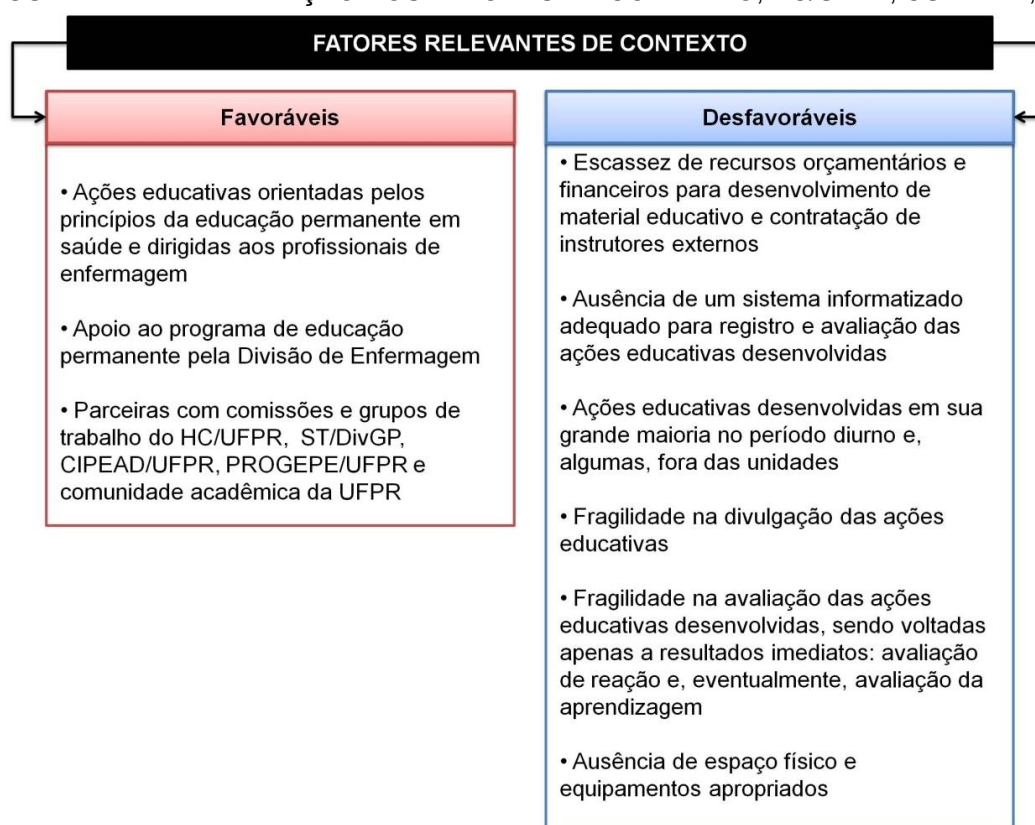 FATORES RELEVANTES DE CONTEXTO
Favoráveis
• Ações educativas orientadas pelos
princípios da educação permanente em
saúde e dirigidas aos profissionais de
enfermagem
• Apoio ao programa de educação
permanente pela Divisão de Enfermagem
• Parceiras com comissões e grupos de
trabalho do HC/UFPR, ST/DivGP,
CIPEAD/UFPR, PROGEPE/UFPR e
comunidade acadêmica da UFPR
Desfavoráveis
• Escassez de recursos orçamentários e
financeiros para desenvolvimento de
material educativo e contratação de
instrutores externos
• Ausência de um sistema informatizado
adequado para registro e avaliação das
ações educativas desenvolvidas
• Ações educativas desenvolvidas em sua
grande maioria no período diurno e,
algumas, fora das unidades
• Fragilidade na divulgação das ações
educativas
• Fragilidade na avaliação das ações
educativas desenvolvidas, sendo voltadas
apenas a resultados imediatos: avaliação
de reação e, eventualmente, avaliação da
aprendizagem
• Ausência de espaço físico e
equipamentos apropriados